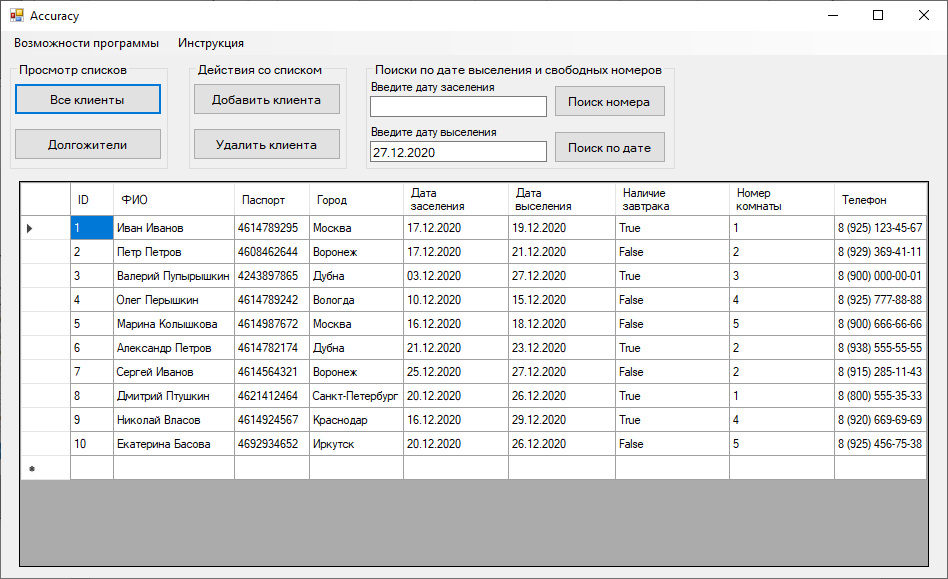 Accuracy
Возможности программы Инструкция
Просмотр списков
Все клиенты
Долгожители
Действия со списком
Добавить клиента
Удалить клиента
Поиски по дате выселения и свободных номеров
Введите дату заселения
Поиск номера
Введите дату выселения
27.12.2020
Поиск по дате
ID ФИО Паспорт Город Дата заселения Дата выселения Наличие завтрака Номер комнаты Телефон
1 Иван Иванов 4614789295 Москва 17.12.2020 19.12.2020 True 1 8 (925) 123-45-67
2 Петр Петров 4608462644 Воронеж 17.12.2020 21.12.2020 False 2 8 (929) 369-41-11
3 Валерий Пупырышкин 4243897865 Дубна 03.12.2020 27.12.2020 True 3 8 (900) 000-00-01
4 Олег Перышкин 4614789242 Вологда 10.12.2020 15.12.2020 False 4 8 (925) 777-88-88
5 Марина Колышкова 4614987672 Москва 16.12.2020 18.12.2020 False 5 8 (900) 666-66-66
6 Александр Петров 4614782174 Дубна 21.12.2020 23.12.2020 True 2 8 (938) 555-55-55
7 Сергей Иванов 4614564321 Воронеж 25.12.2020 27.12.2020 False 2 8 (915) 285-11-43
8 Дмитрий Птушкин 4621412464 Санкт-Петербург 20.12.2020 26.12.2020 True 1 8 (800) 555-35-33
9 Николай Власов 4614924567 Краснодар 16.12.2020 29.12.2020 True 4 8 (920) 669-69-69
10 Екатерина Басова 4692934652 Иркутск 20.12.2020 26.12.2020 False 5 8 (925) 456-75-38